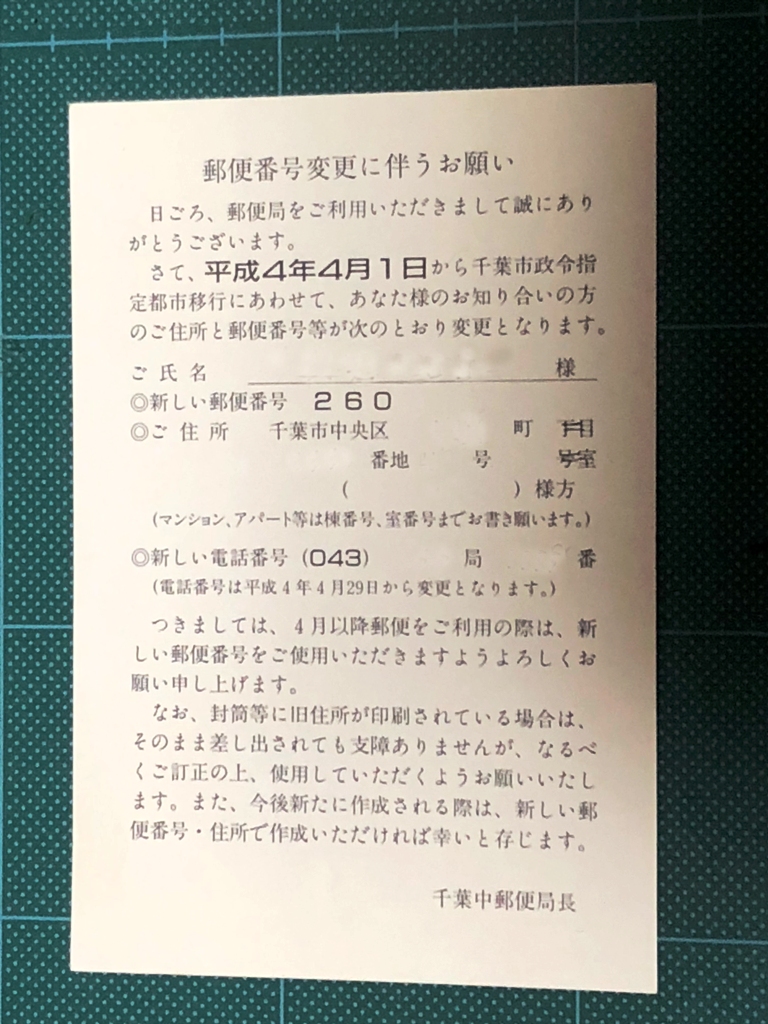 郵便番号変更に伴うお願い
日ごろ、郵便局をご利用いただきまして誠にあり
がとうございます。
さて、平成4年4月1日から千葉市政令指
定都市移行にあわせて、あなた様のお知り合いの方
のご住所と郵便番号等が次のとおり変更となります。
ご氏名 様
◎新しい郵便番号 260
◎ご住所 千葉市中央区 町 丁目
番地 号 号室
( ) 様方
(マンション、アパート等は棟番号、室番号までお書き願います。)
◎新しい電話番号 (043) 局 番
(電話番号は平成4年4月29日から変更となります。)
つきましては、4月以降郵便をご利用の際は、新
しい郵便番号をご使用いただきますようよろしくお
願い申し上げます。
なお、封筒等に旧住所が印刷されている場合は、
そのまま差し出されても支障ありませんが、なるべ
くご訂正の上、使用していただくようお願いいたし
ます。また、今後新たに作成される際は、新しい郵
便番号・住所で作成いただければ幸いと存じます。
千葉中郵便局長